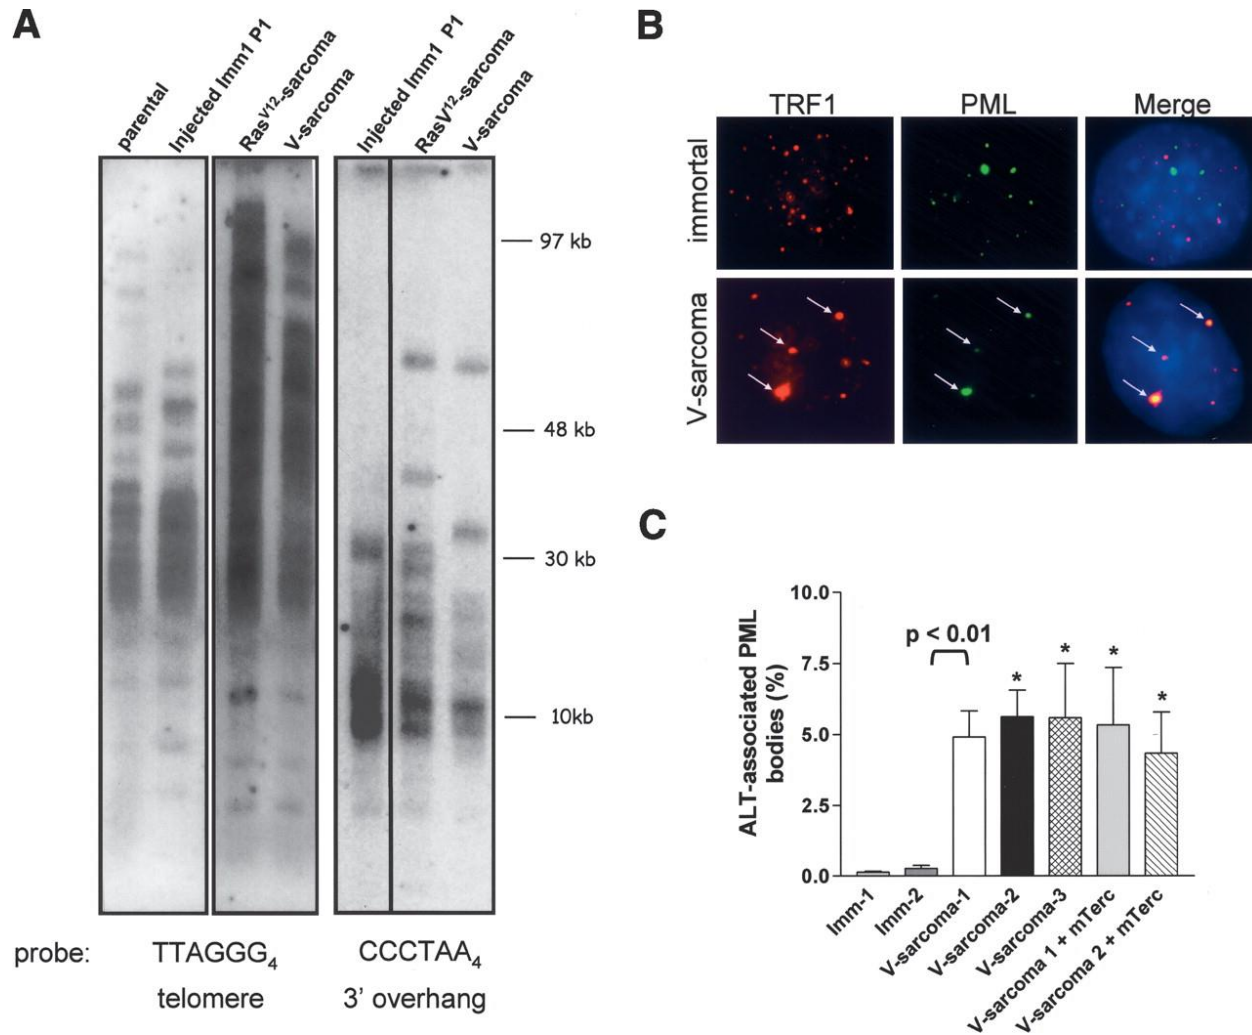 A
parental
Injected Imm1 P1
Ras^V12-sarcoma
V-sarcoma
Injected Imm1 P1
RasV12-sarcoma
V-sarcoma
97 kb
48 kb
30 kb
10kb
probe:
TTAGGG4
CCCTAA4
telomere
3' overhang
B
TRF1
PML
Merge
immortal
V-sarcoma
C
ALT-associated PML
bodies (%)
10.0
7.5
5.0
2.5
0.0
p < 0.01
*
*
*
*
Imm-1
Imm-2
V-sarcoma-1
V-sarcoma-2
V-sarcoma-3
V-sarcoma 1 + mTerc
V-sarcoma 2 + mTerc